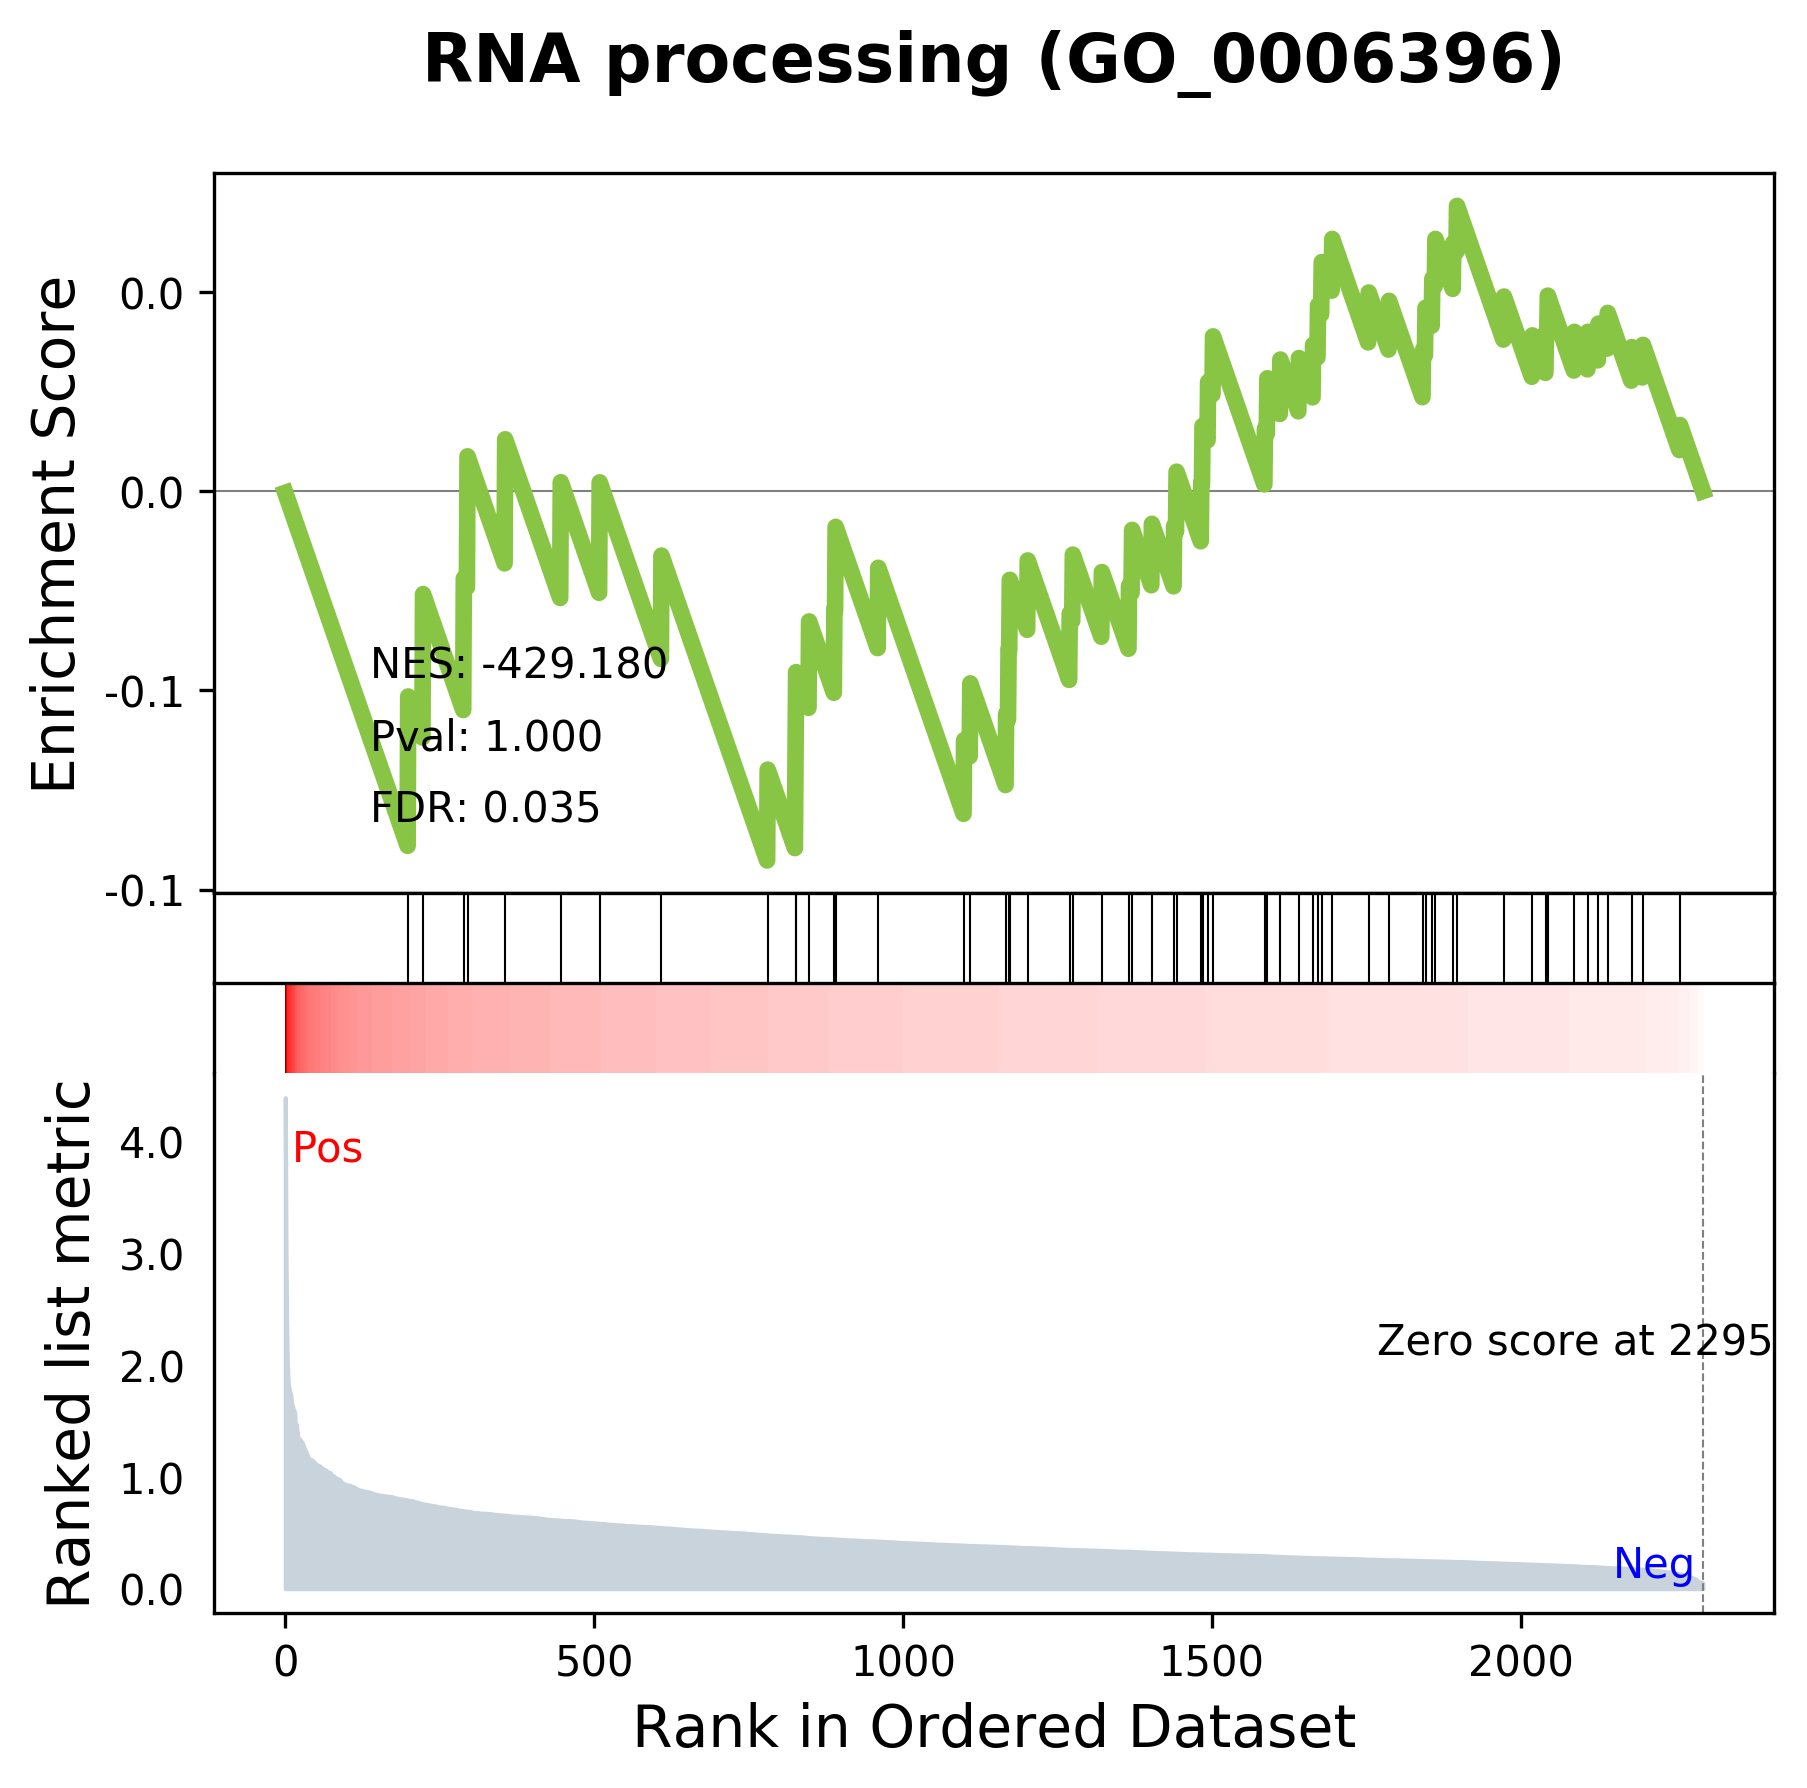 RNA processing (GO_0006396)
Enrichment Score
0.0
0.0
-0.1
-0.1
NES: -429.180
Pval: 1.000
FDR: 0.035
Ranked list metric
4.0
3.0
2.0
1.0
0.0
Pos
Zero score at 2295
Neg
0 500 1000 1500 2000
Rank in Ordered Dataset